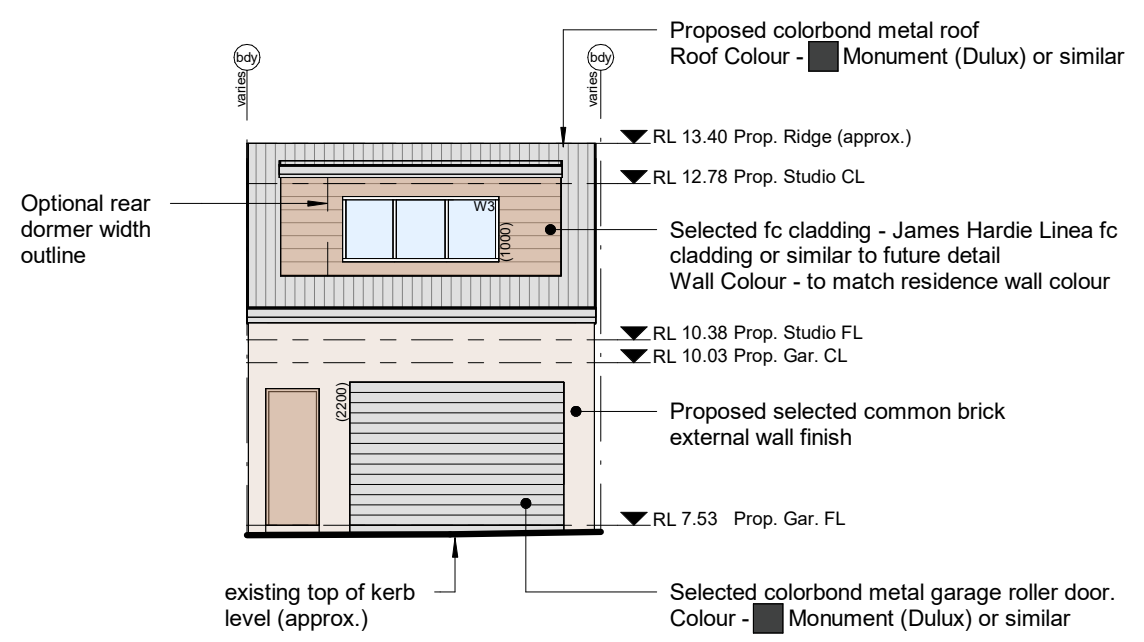 Proposed colorbond metal roof
Roof Colour - Monument (Dulux) or similar
bdy
varies
bdy
varies
RL 13.40 Prop. Ridge (approx.)
RL 12.78 Prop. Studio CL
Optional rear
dormer width
outline
W3
(1000)
Selected fc cladding - James Hardie Linea fc
cladding or similar to future detail
Wall Colour - to match residence wall colour
RL 10.38 Prop. Studio FL
RL 10.03 Prop. Gar. CL
(2200)
Proposed selected common brick
external wall finish
RL 7.53 Prop. Gar. FL
existing top of kerb
level (approx.)
Selected colorbond metal garage roller door.
Colour - Monument (Dulux) or similar